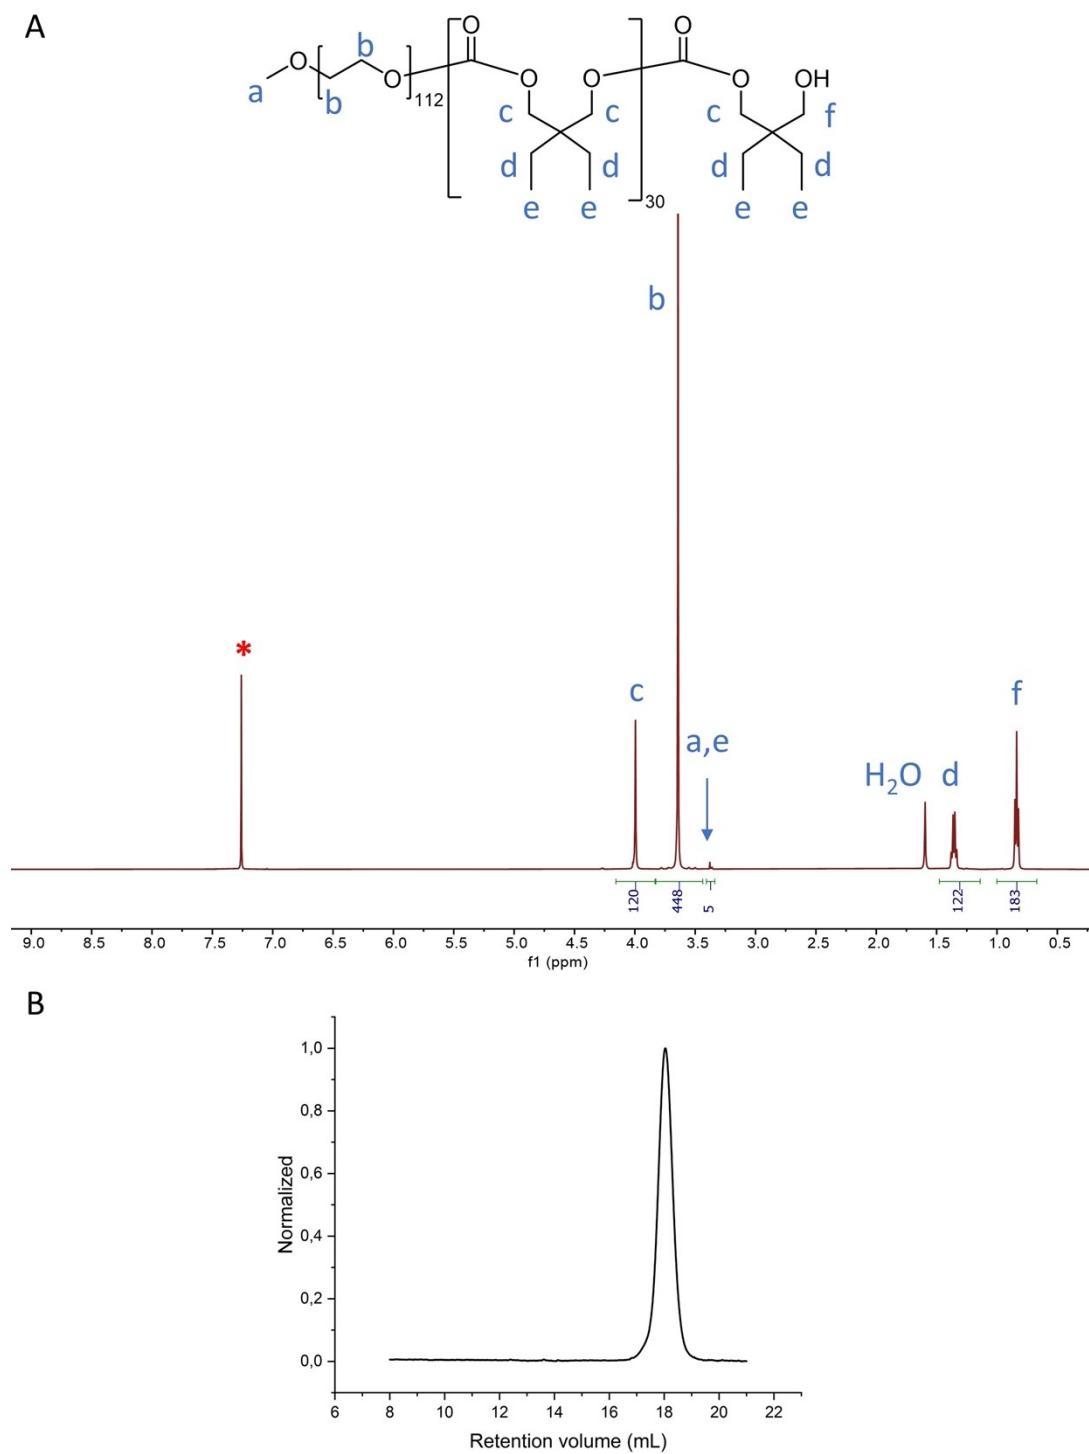 A
O
O
b
O
O
O
O
O
OH
a
b
112
c
c
c
f
d
d
d
d
e
e
30
e
e
b
*
c
f
a,e
H₂O d
120
448
5
122
183
9.0 8.5 8.0 7.5 7.0 6.5 6.0 5.5 5.0 4.5 4.0 3.5 3.0 2.5 2.0 1.5 1.0 0.5
f1 (ppm)
B
1,0
0,8
0,6
0,4
0,2
0,0
Normalized
6 8 10 12 14 16 18 20 22
Retention volume (mL)